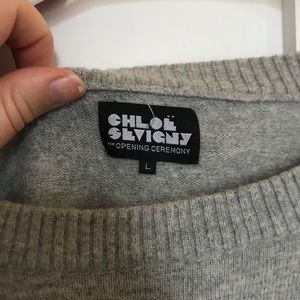 CHLOË
SEVIGNY
FOR OPENING CEREMONY
L